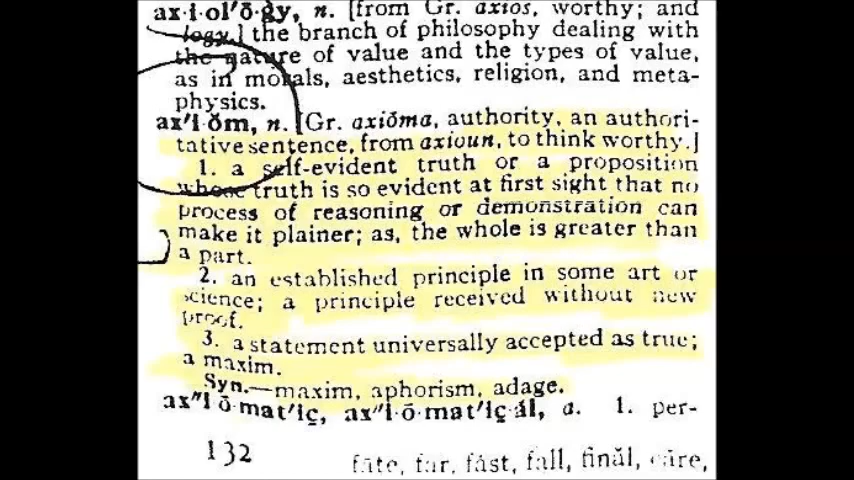 ax·i·ol′ō·gy, n. [from Gr. axios, worthy; and
logy.] the branch of philosophy dealing with
the nature of value and the types of value,
as in morals, aesthetics, religion, and meta-
physics.
ax′i·ŏm, n. [Gr. axiōma, authority, an authori-
tative sentence, from axioun, to think worthy.]
1. a self-evident truth or a proposition
whose truth is so evident at first sight that no
process of reasoning or demonstration can
make it plainer; as, the whole is greater than
a part.
2. an established principle in some art or
science; a principle received without new
proof.
3. a statement universally accepted as true;
a maxim.
Syn.—maxim, aphorism, adage.
ax″i·ō·mat′iç, ax″i·ō·mat′iç·ăl, a. 1. per-
132
fāte, fär, fȧst, fạll, finăl, cāre,